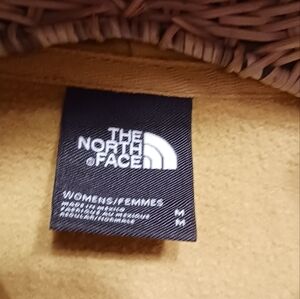 THE
NORTH
FACE
WOMENS/FEMMES M
MADE IN MEXICO M
FABRIQUÉ AU MEXIQUE
REGULAR/NORMALE